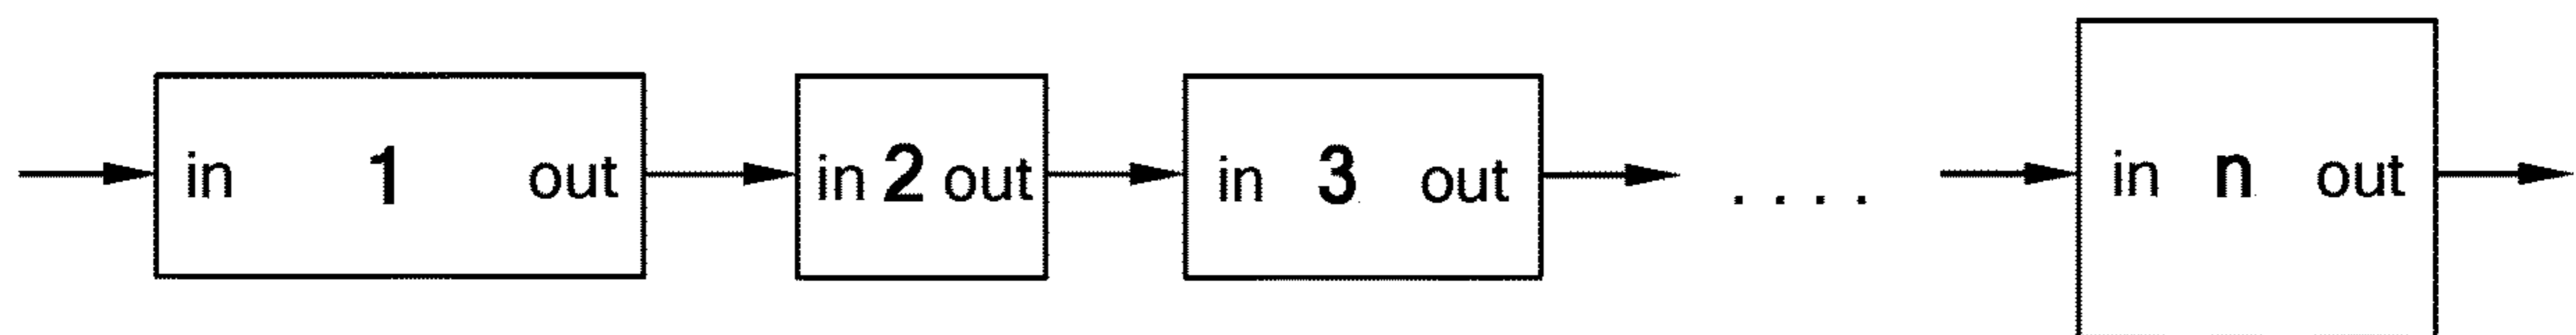 in 1 out in 2 out in 3 out . . . . in n out